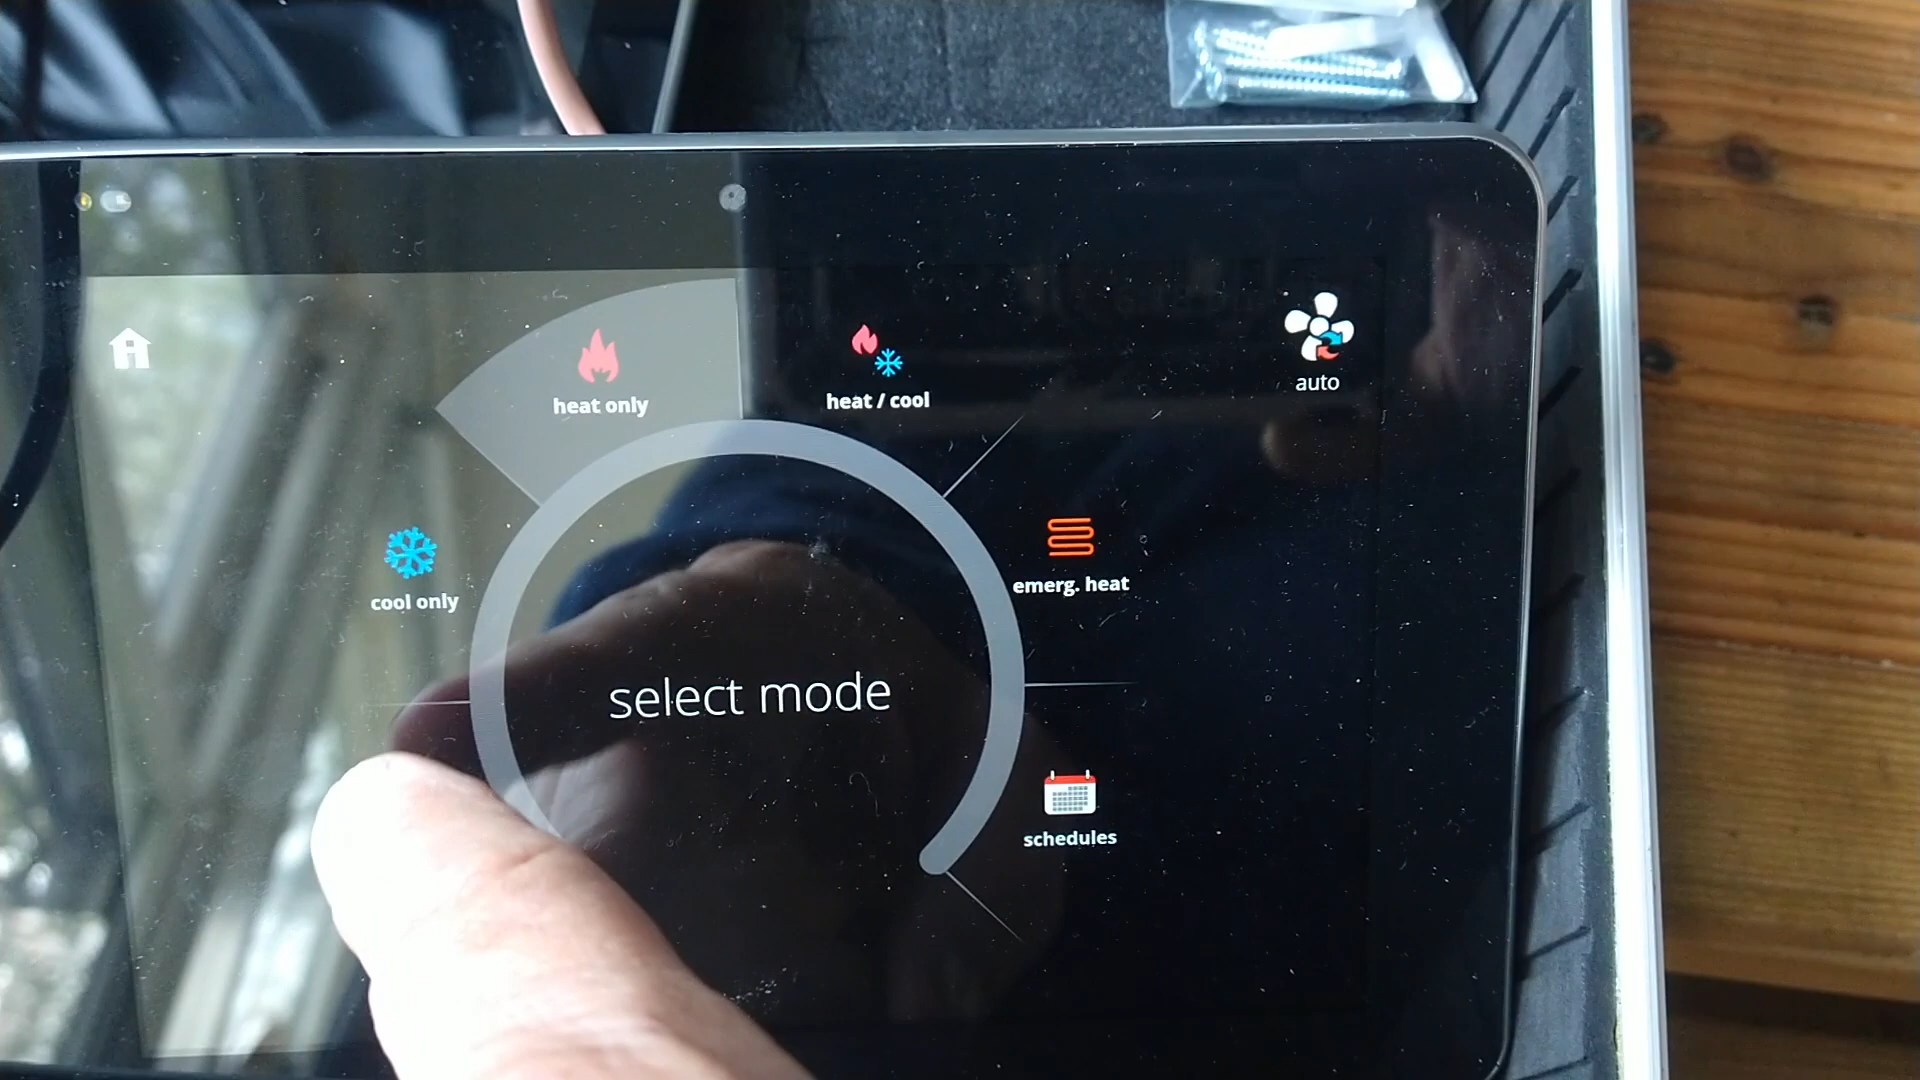 heat only
heat / cool
auto
cool only
emerg. heat
select mode
schedules